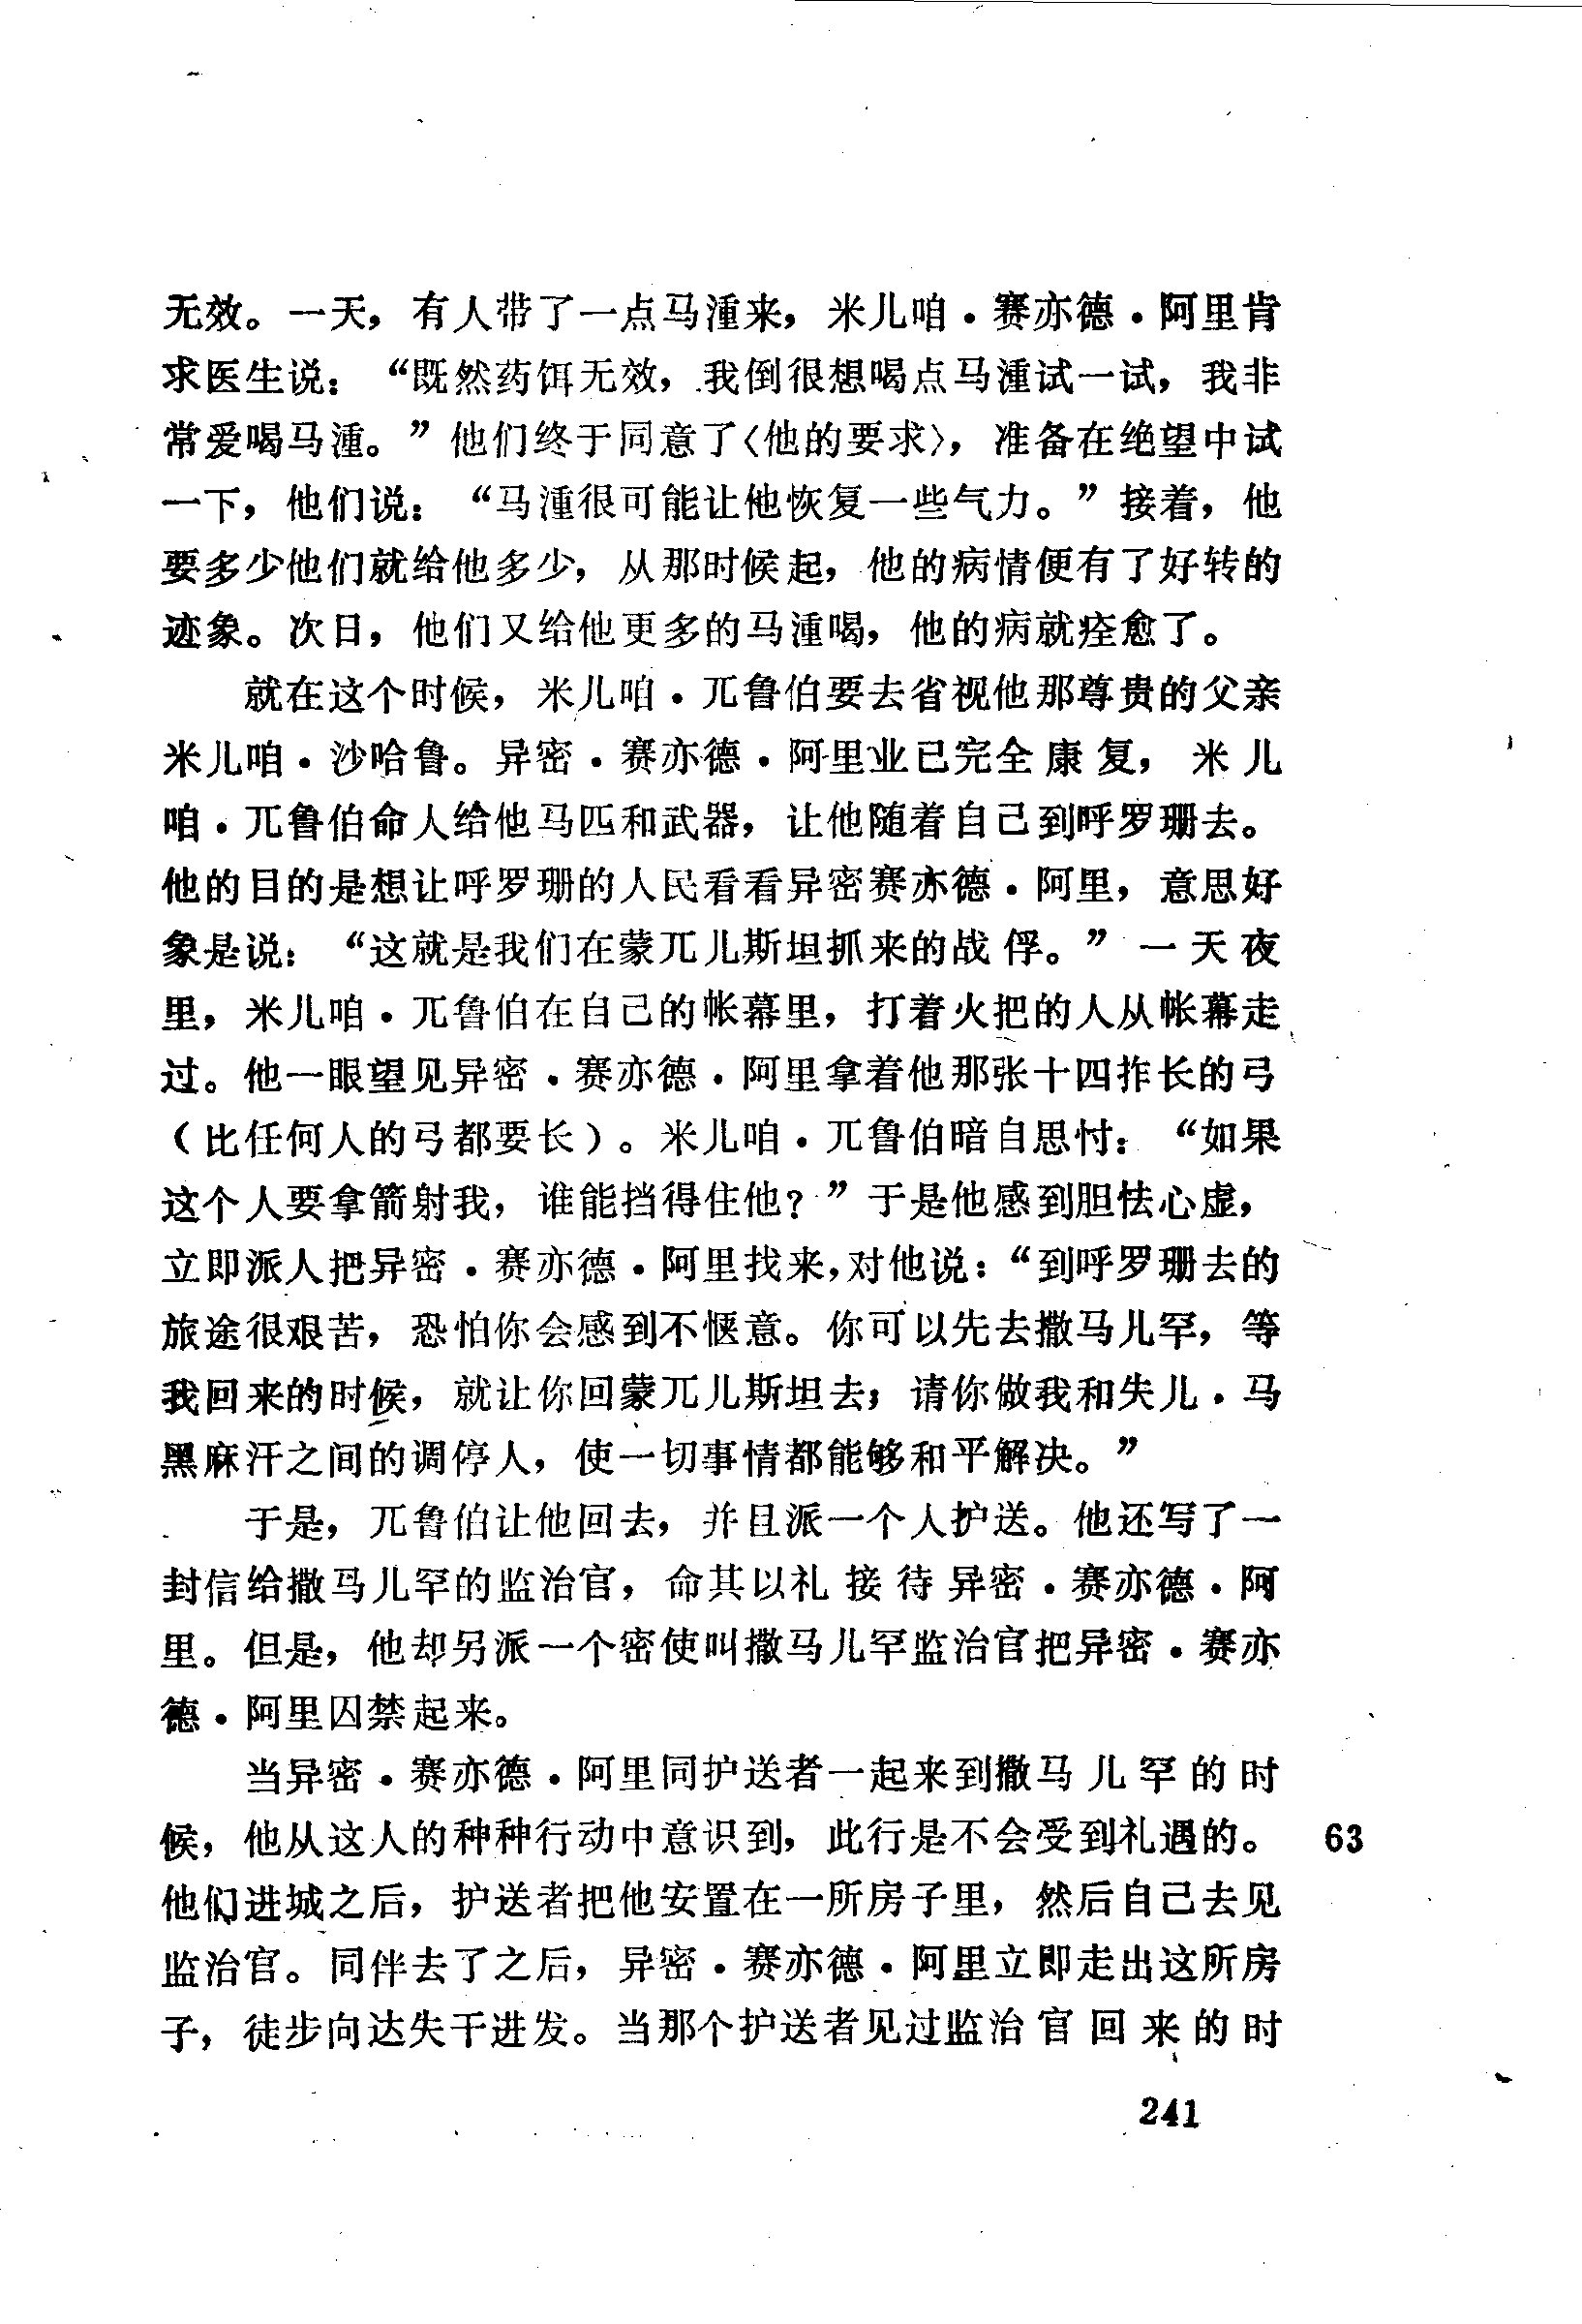 无效。一天，有人带了一点马湩来，米儿咱·赛亦德·阿里肯
求医生说：“既然药饵无效，我倒很想喝点马湩试一试，我非
常爱喝马湩。”他们终于同意了〈他的要求〉，准备在绝望中试
一下，他们说：“马湩很可能让他恢复一些气力。”接着，他
要多少他们就给他多少，从那时候起，他的病情便有了好转的
迹象。次日，他们又给他更多的马湩喝，他的病就痊愈了。
就在这个时候，米儿咱·兀鲁伯要去省视他那尊贵的父亲
米儿咱·沙哈鲁。异密·赛亦德·阿里业已完全康复，米儿
咱·兀鲁伯命人给他马匹和武器，让他随着自己到呼罗珊去。
他的目的是想让呼罗珊的人民看看异密赛亦德·阿里，意思好
象是说：“这就是我们在蒙兀儿斯坦抓来的战俘。”一天夜
里，米儿咱·兀鲁伯在自己的帐幕里，打着火把的人从帐幕走
过。他一眼望见异密·赛亦德·阿里拿着他那张十四拃长的弓
（比任何人的弓都要长）。米儿咱·兀鲁伯暗自思忖：“如果
这个人要拿箭射我，谁能挡得住他？”于是他感到胆怯心虚，
立即派人把异密·赛亦德·阿里找来，对他说：“到呼罗珊去的
旅途很艰苦，恐怕你会感到不惬意。你可以先去撒马儿罕，等
我回来的时候，就让你回蒙兀儿斯坦去；请你做我和失儿·马
黑麻汗之间的调停人，使一切事情都能够和平解决。”
于是，兀鲁伯让他回去，并且派一个人护送。他还写了一
封信给撒马儿罕的监治官，命其以礼接待异密·赛亦德·阿
里。但是，他却另派一个密使叫撒马儿罕监治官把异密·赛亦
德·阿里囚禁起来。
当异密·赛亦德·阿里同护送者一起来到撒马儿罕的时
候，他从这人的种种行动中意识到，此行是不会受到礼遇的。 63
他们进城之后，护送者把他安置在一所房子里，然后自己去见
监治官。同伴去了之后，异密·赛亦德·阿里立即走出这所房
子，徒步向达失干进发。当那个护送者见过监治官回来的时
241